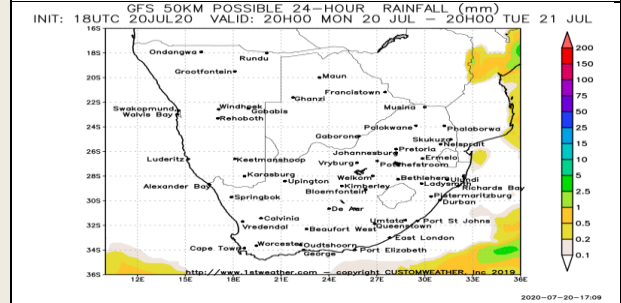 GFS 50KM POSSIBLE 24-HOUR RAINFALL (mm)
INIT: 18UTC 20JUL20 VALID: 20H00 MON 20 JUL - 20H00 TUE 21 JUL
16S
18S
20S
22S
24S
26S
28S
30S
32S
34S
36S
Ondangwa
Rundu
Grootfontein
Maun
Francistown
Ghanzi
Musina
Windhoek
Gobabis
Swakopmund
Walvis Bay
Rehoboth
Polokwane
Phalaborwa
Gaborone
Skukuza
Nelspruit
Johannesburg
Pretoria
Luderitz
Keetmanshoop
Vryburg
Potchefstroom
Ermelo
Karasburg
Upington
Welkom
Bethlehem
Ulundi
Alexander Bay
Kimberley
Ladysmith
Richards Bay
Springbok
Bloemfontein
Pietermaritzburg
Durban
De Aar
Calvinia
Umtata
Port St Johns
Vredendal
Beaufort West
Queenstown
East London
Cape Town
Worcester
Oudtshoorn
George
Port Elizabeth
http://www.1stweather.com - copyright CUSTOMWEATHER, Inc 2019
12E 15E 18E 21E 24E 27E 30E 33E 36E
200
150
100
75
50
25
15
10
5
2.5
1
0.5
0.2
0.1
2020-07-20-17:09